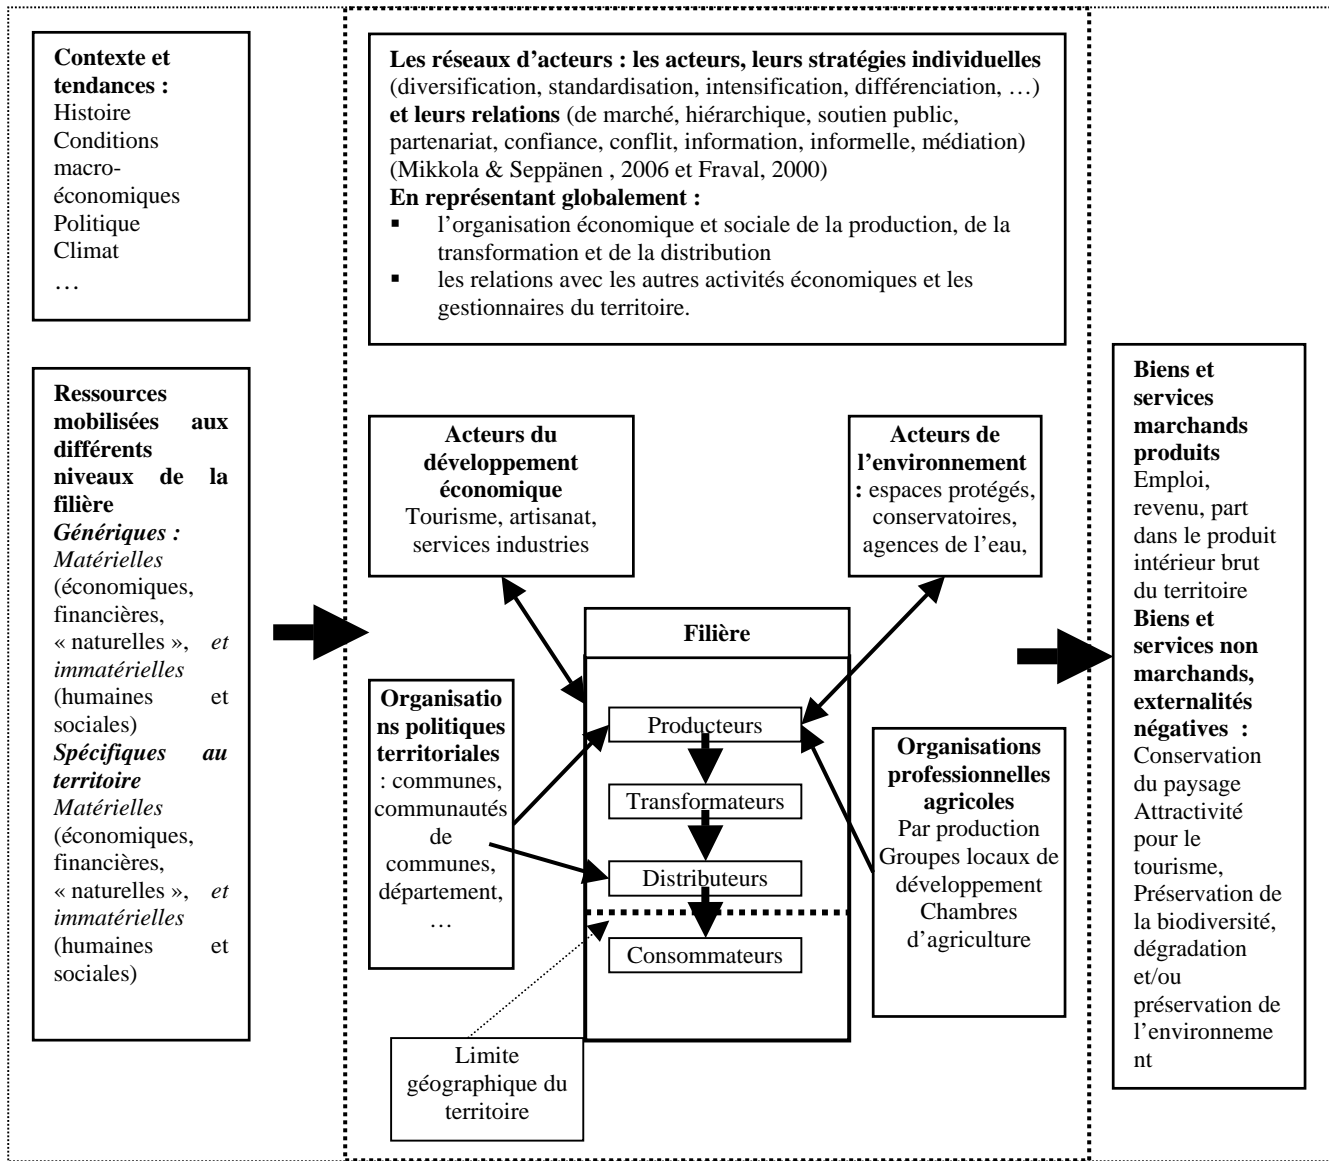 Contexte et
tendances :
Histoire
Conditions
macro-
économiques
Politique
Climat
…
Les réseaux d’acteurs : les acteurs, leurs stratégies individuelles
(diversification, standardisation, intensification, différenciation, …)
et leurs relations (de marché, hiérarchique, soutien public,
partenariat, confiance, conflit, information, informelle, médiation)
(Mikkola & Seppänen , 2006 et Fraval, 2000)
En représentant globalement :
▪ l’organisation économique et sociale de la production, de la
transformation et de la distribution
▪ les relations avec les autres activités économiques et les
gestionnaires du territoire.
Ressources
mobilisées aux
différents
niveaux de la
filière
Génériques :
Matérielles
(économiques,
financières,
« naturelles », et
immatérielles
(humaines et
sociales)
Spécifiques au
territoire
Matérielles
(économiques,
financières,
« naturelles », et
immatérielles
(humaines et
sociales)
Acteurs du
développement
économique
Tourisme, artisanat,
services industries
Acteurs de
l’environnement
: espaces protégés,
conservatoires,
agences de l’eau,
Organisatio
ns politiques
territoriales
: communes,
communautés
de
communes,
département,
…
Filière
Producteurs
Transformateurs
Distributeurs
Consommateurs
Organisations
professionnelles
agricoles
Par production
Groupes locaux de
développement
Chambres
d’agriculture
Limite
géographique du
territoire
Biens et
services
marchands
produits
Emploi,
revenu, part
dans le produit
intérieur brut
du territoire
Biens et
services non
marchands,
externalités
négatives :
Conservation
du paysage
Attractivité
pour le
tourisme,
Préservation de
la biodiversité,
dégradation
et/ou
préservation de
l’environneme
nt